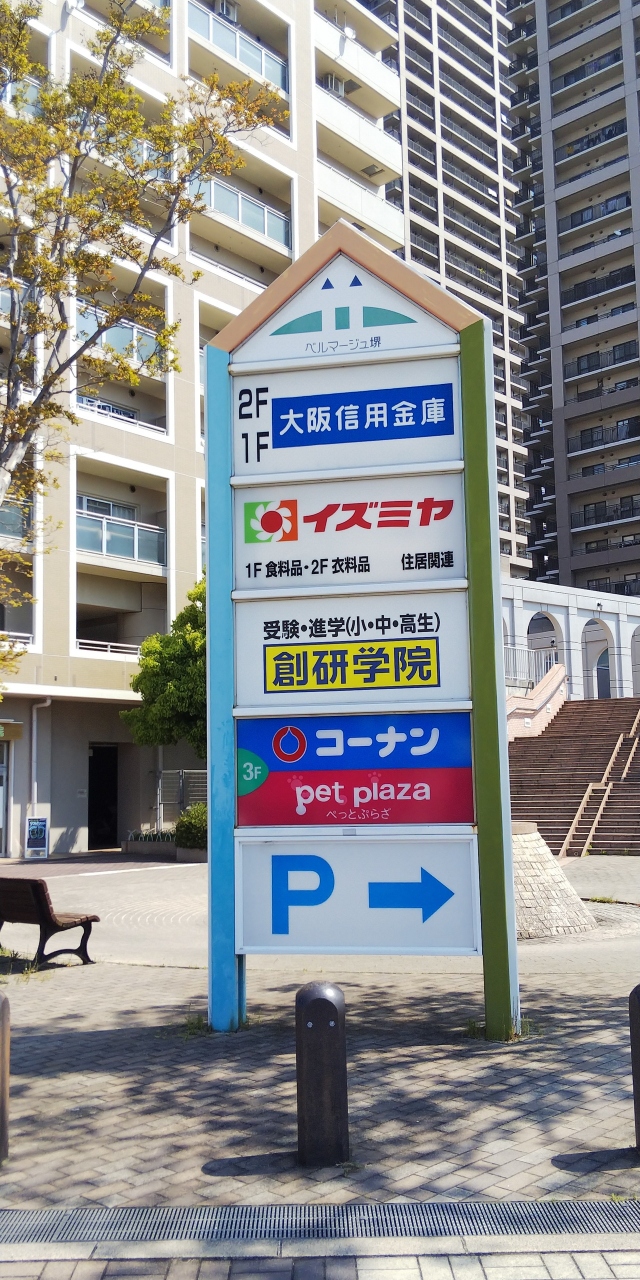 ベルマージュ堺
2F
1F
大阪信用金庫
イズミヤ
1F 食料品・2F 衣料品 住居関連
受験・進学(小・中・高生)
創研学院
3F
コーナン
pet plaza
ぺっとぷらざ
P